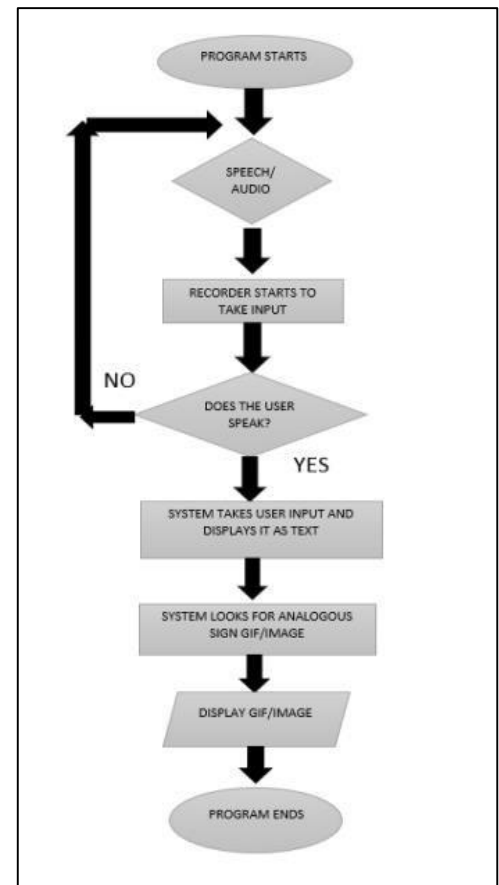 PROGRAM STARTS
SPEECH/
AUDIO
RECORDER STARTS TO
TAKE INPUT
NO
DOES THE USER
SPEAK?
YES
SYSTEM TAKES USER INPUT AND
DISPLAYS IT AS TEXT
SYSTEM LOOKS FOR ANALOGOUS
SIGN GIF/IMAGE
DISPLAY GIF/IMAGE
PROGRAM ENDS